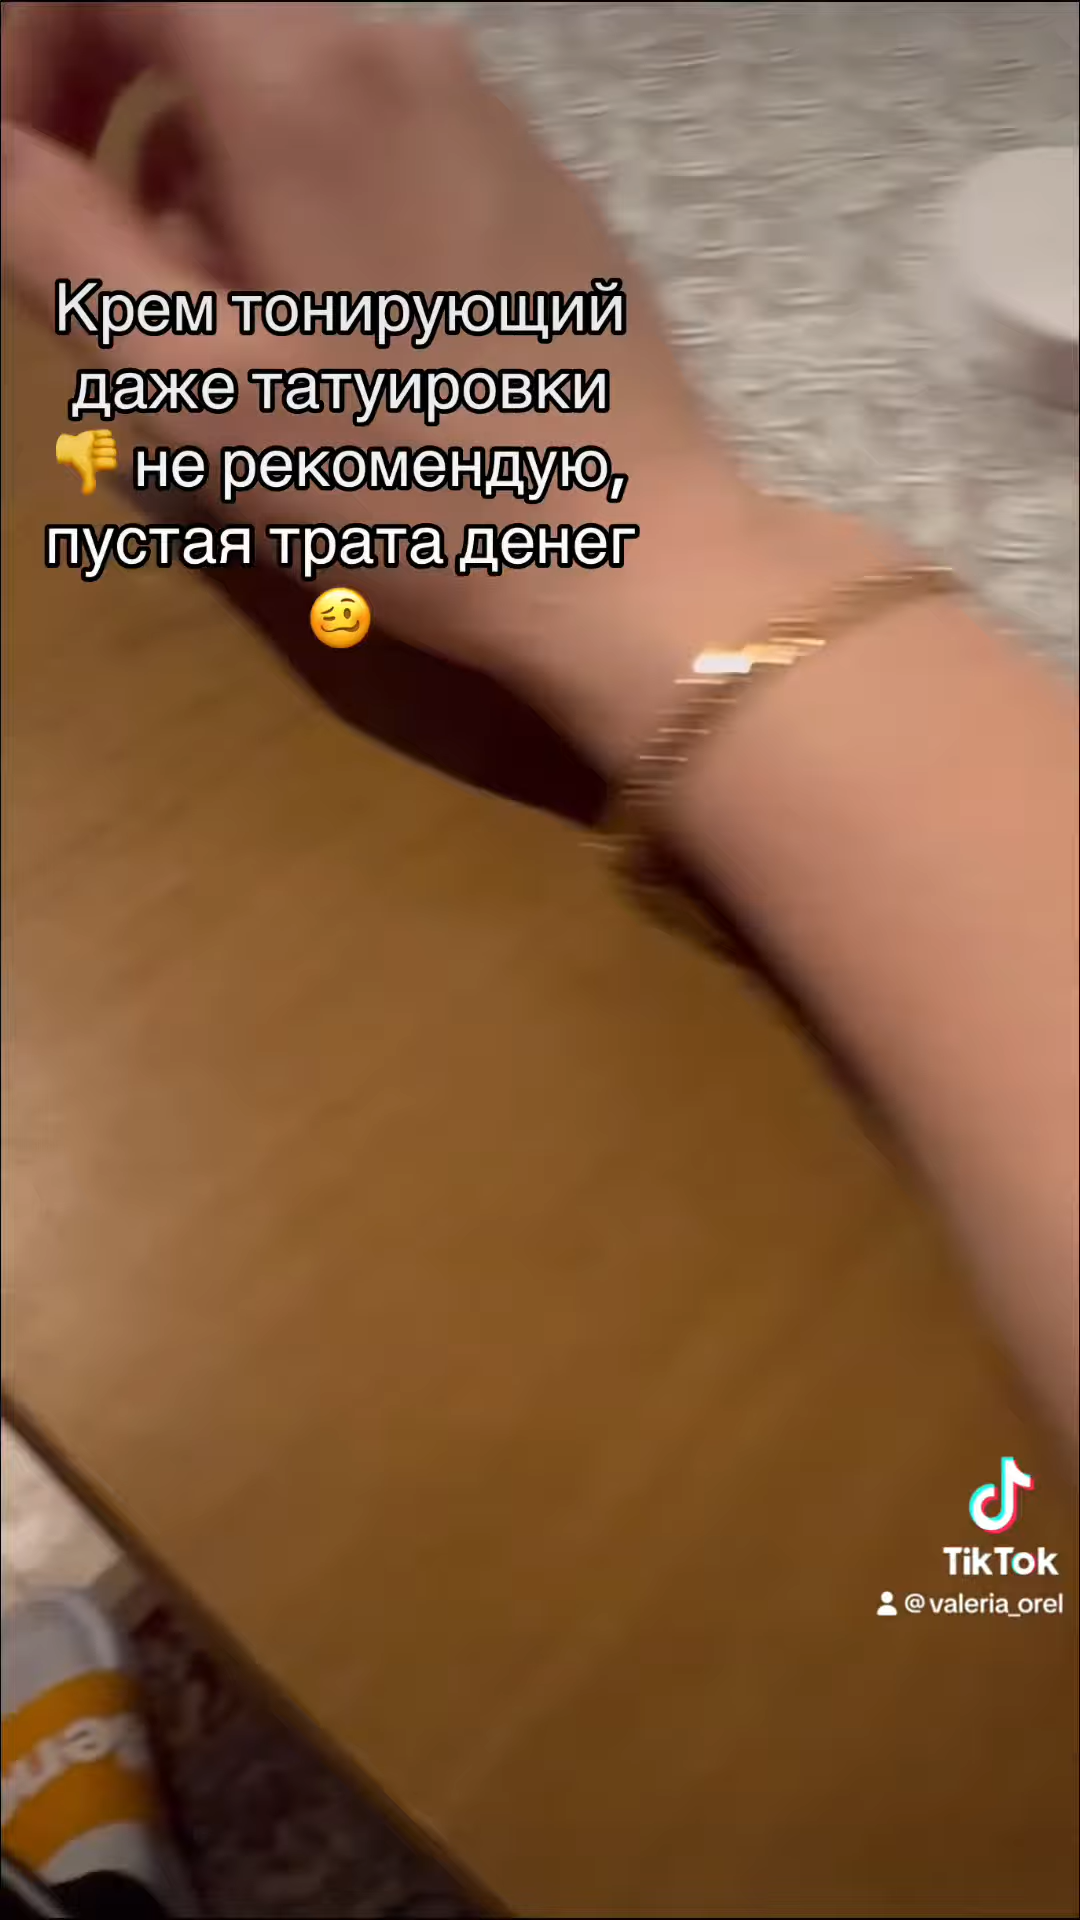 Крем тонирующий
даже татуировки
👎 не рекомендую,
пустая трата денег
🥴
TikTok
@valeria_orel